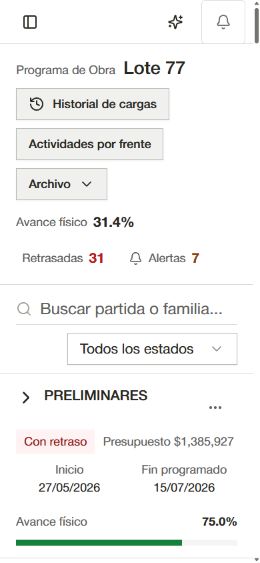 Programa de Obra Lote 77
Historial de cargas
Actividades por frente
Archivo
Avance físico 31.4%
Retrasadas 31 Alertas 7
Buscar partida o familia...
Todos los estados
PRELIMINARES
...
Con retraso Presupuesto $1,385,927
Inicio Fin programado
27/05/2026 15/07/2026
Avance físico 75.0%